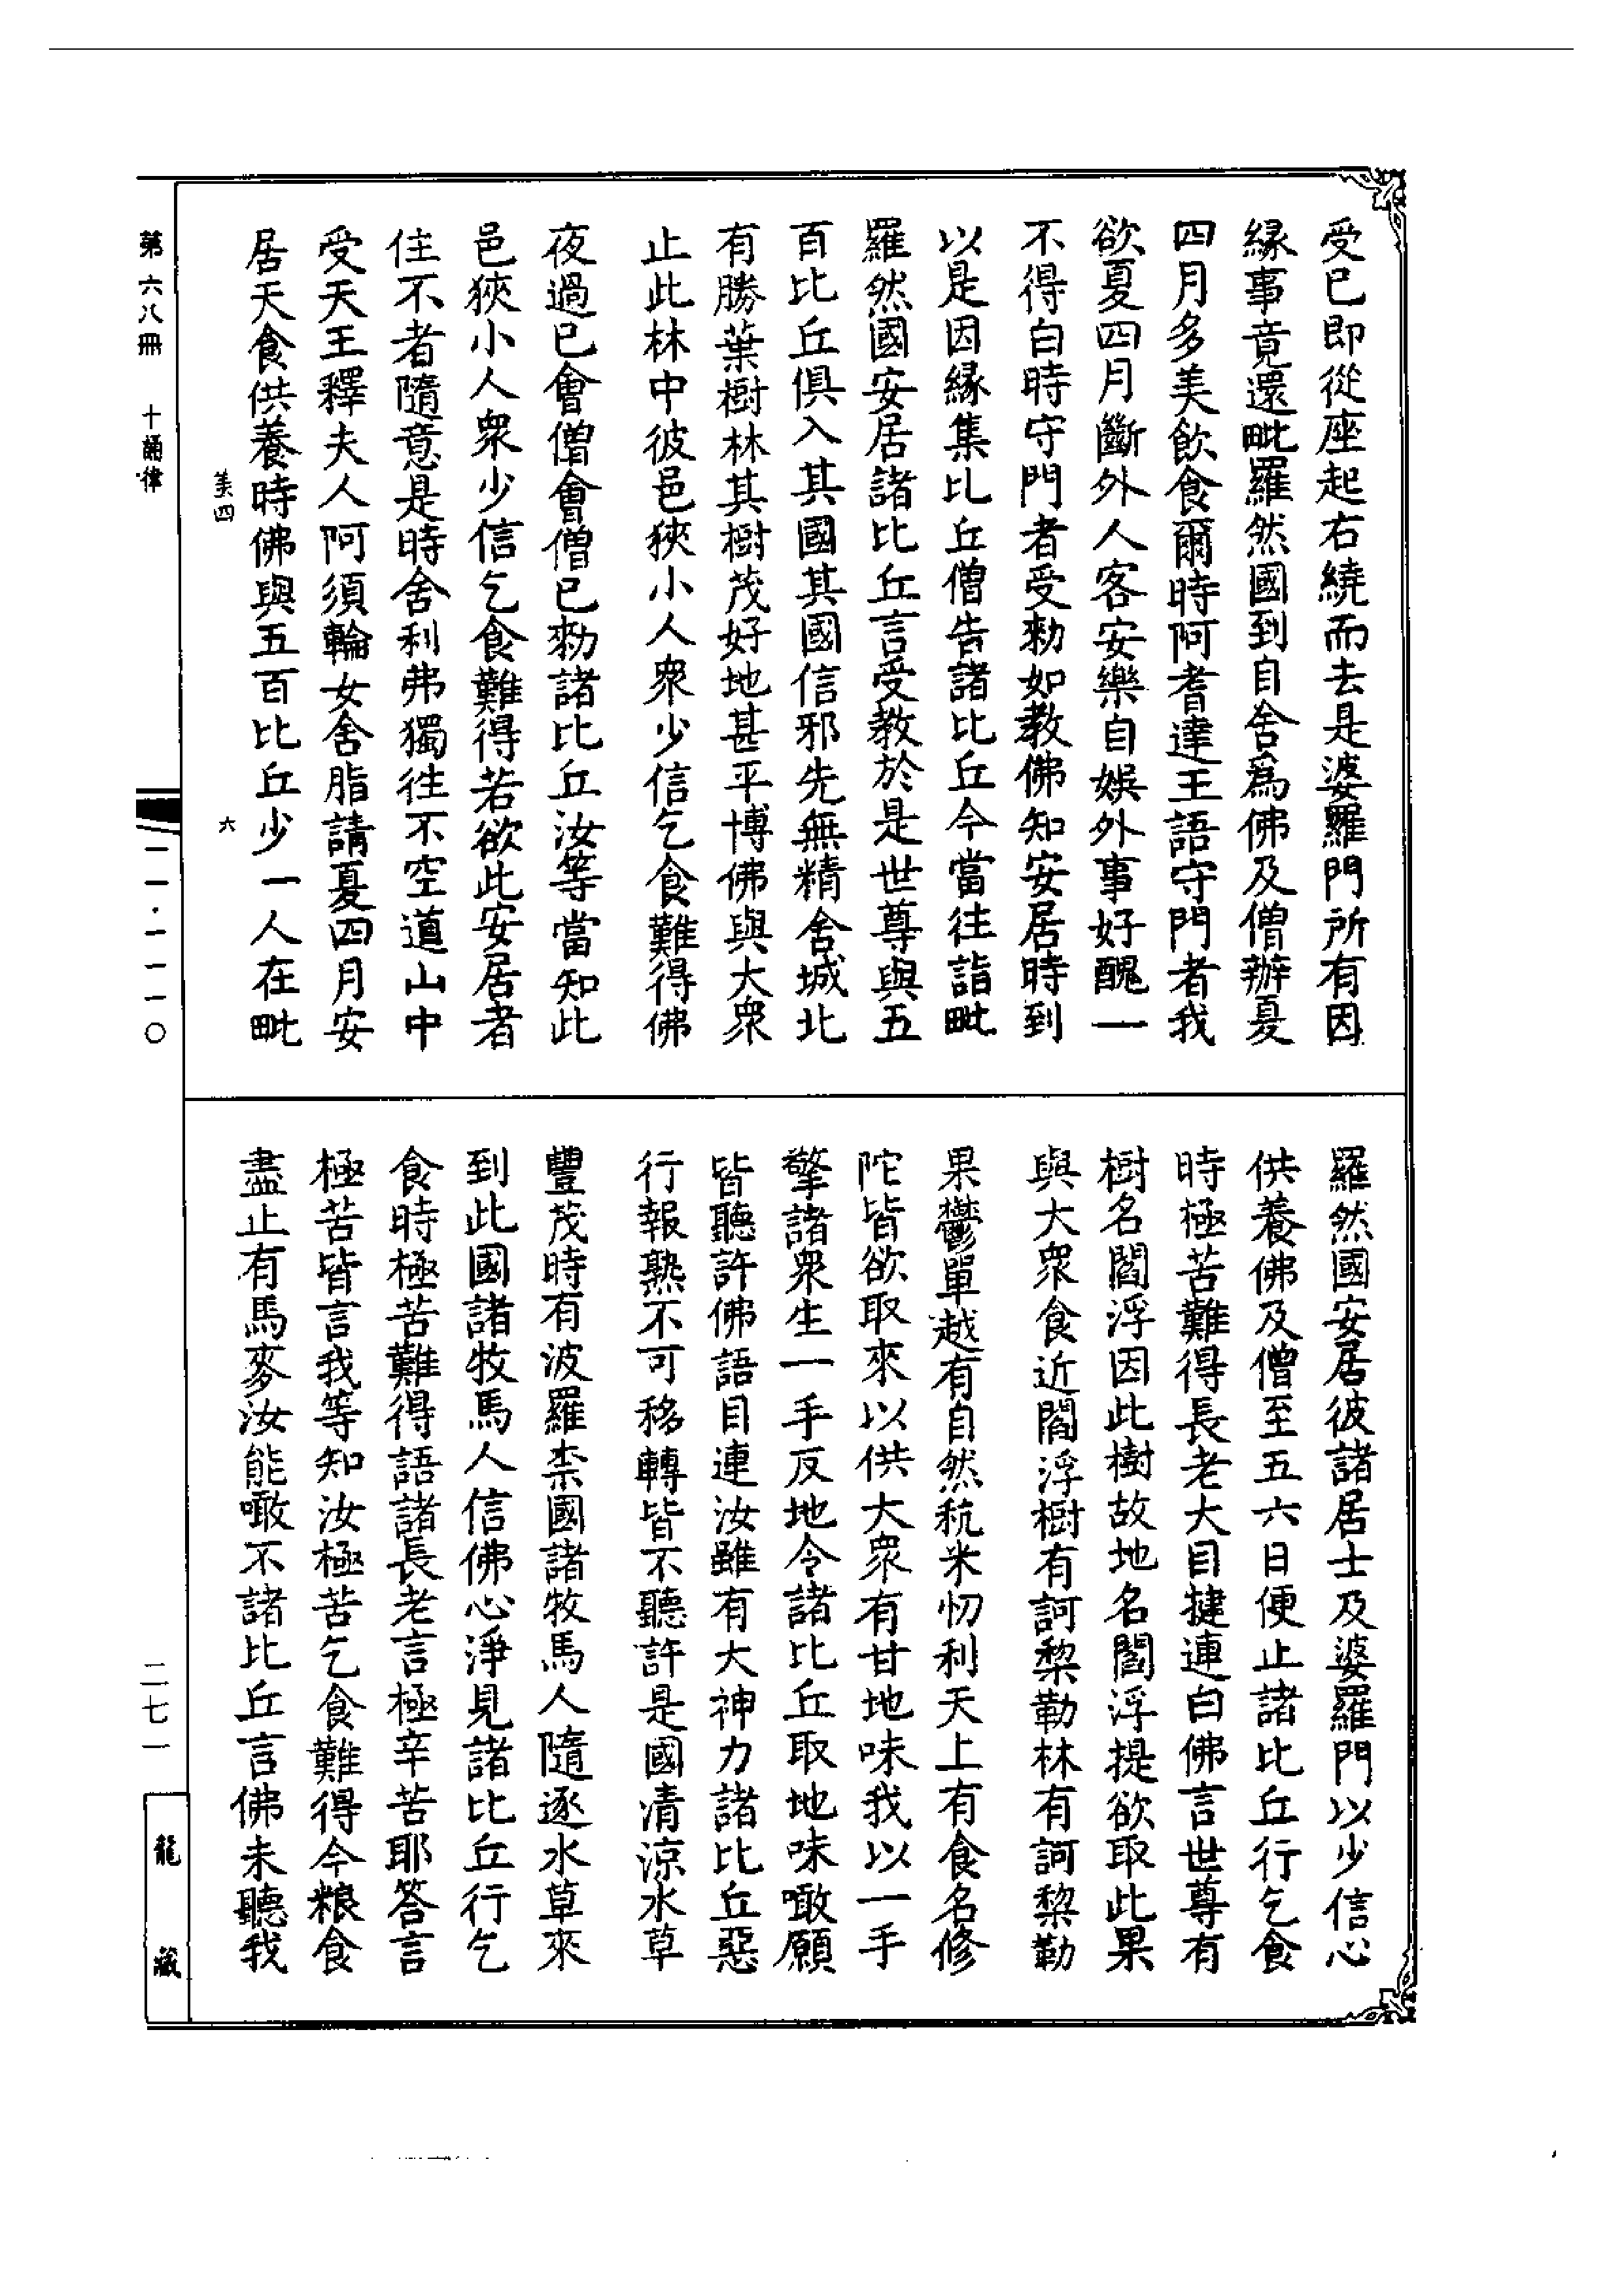 受已即從座起右繞而去是婆羅門所有因
緣事竟還毗羅然國到自舍為佛及僧辦夏
四月多美飲食爾時阿耆達王語守門者我
欲夏四月斷外人客安樂自娛外事好醜一
不得白時守門者受勑如教佛知安居時到
以是因緣集比丘僧告諸比丘今當往詣毗
羅然國安居諸比丘言受教於是世尊與五
百比丘俱入其國其國信邪先無精舍城北
有勝葉樹林其樹茂好地甚平博佛與大衆
止此林中彼邑狹小人衆少信乞食難得佛
夜過已會僧會僧已勑諸比丘汝等當知此
邑狹小人衆少信乞食難得若欲此安居者
住不者隨意是時舍利弗獨往不空道山中
受天王釋夫人阿須輪女舍脂請夏四月安
居天食供養時佛與五百比丘少一人在毗
羅然國安居彼諸居士及婆羅門以少信心
供養佛及僧至五六日便止諸比丘行乞食
時極苦難得長老大目揵連白佛言世尊有
樹名閻浮因此樹故地名閻浮提欲取此果
與大衆食近閻浮樹有訶梨勒林有訶梨勒
果鬱單越有自然秔米忉利天上有食名修
陀皆欲取來以供大衆有甘地味我以一手
擎諸衆生一手反地令諸比丘取地味噉願
皆聽許佛語目連汝雖有大神力諸比丘惡
行報熟不可移轉皆不聽許是國清涼水草
豐茂時有波羅柰國諸牧馬人隨逐水草來
到此國諸牧馬人信佛心淨見諸比丘行乞
食時極苦難得語諸長老言極辛苦耶答言
極苦皆言我等知汝極苦乞食難得今粮食
盡止有馬麥汝能噉不諸比丘言佛未聽我
美四
六
第六八冊 十誦律
一一·一一一〇
二七一
龍藏